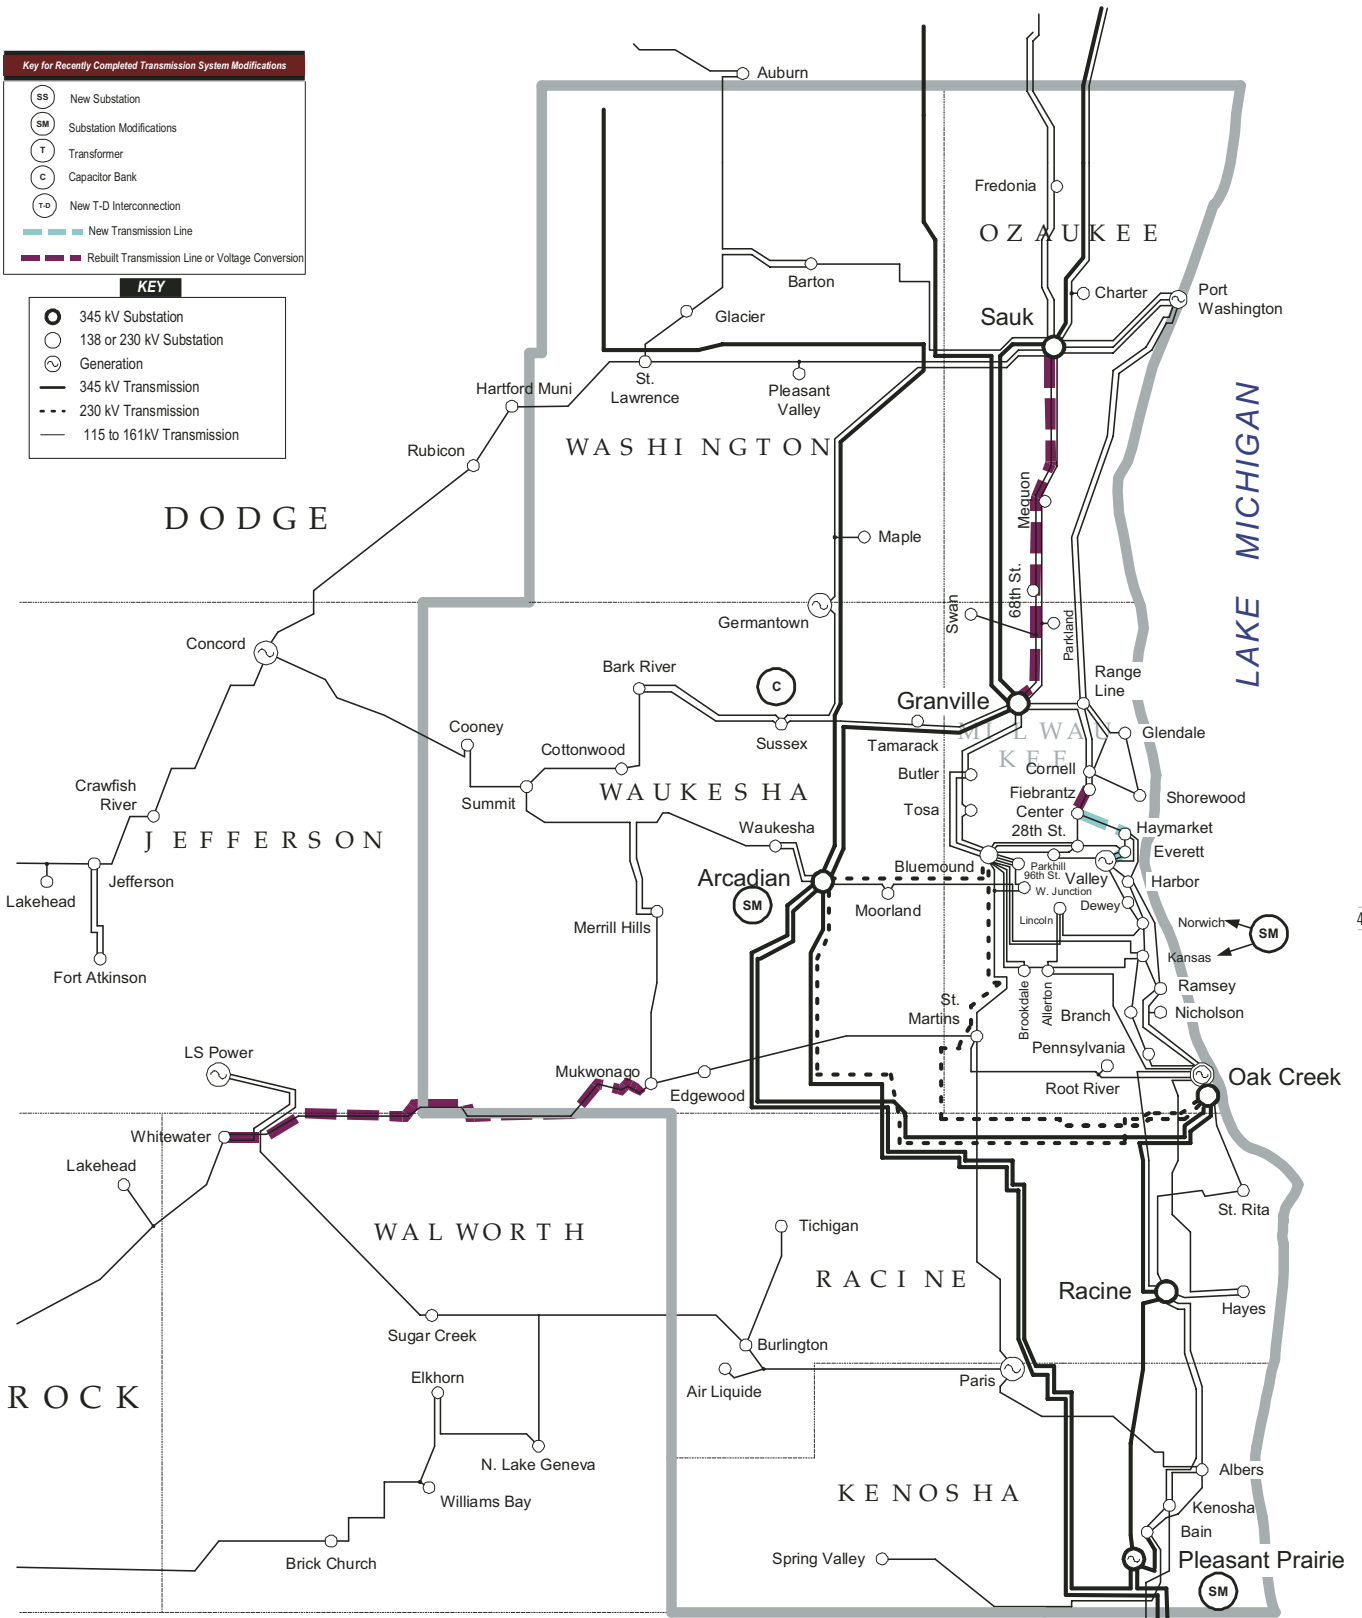 Key for Recently Completed Transmission System Modifications
SS New Substation
SM Substation Modifications
T Transformer
C Capacitor Bank
T-D New T-D Interconnection
New Transmission Line
Rebuilt Transmission Line or Voltage Conversion
KEY
345 kV Substation
138 or 230 kV Substation
Generation
345 kV Transmission
230 kV Transmission
115 to 161kV Transmission
Auburn
Fredonia
OZAUKEE
Barton
Charter
Port
Washington
Glacier
Sauk
St.
Lawrence
Pleasant
Valley
Hartford Muni
Rubicon
WASHINGTON
LAKE MICHIGAN
DODGE
Mequon
Maple
68th St.
Swan
Germantown
Parkland
Concord
Bark River
C
Range
Line
Granville
Cooney
Sussex
Tamarack
MILWAU
KEE
Glendale
Cottonwood
Butler
Cornell
Crawfish
River
Summit
WAUKESHA
Fiebrantz
Shorewood
Tosa
Center
JEFFERSON
Waukesha
28th St.
Haymarket
Everett
Bluemound
Parkhill
96th St.
Valley
Jefferson
Arcadian
W. Junction
Harbor
Lakehead
SM
Moorland
Dewey
Lincoln
Merrill Hills
Norwich
SM
Kansas
Fort Atkinson
Ramsey
St.
Martins
Brookdale
Allerton
Branch
Nicholson
LS Power
Pennsylvania
Mukwonago
Edgewood
Root River
Oak Creek
Whitewater
Lakehead
St. Rita
WALWORTH
Tichigan
RACINE
Racine
Hayes
Sugar Creek
Burlington
Elkhorn
Air Liquide
Paris
ROCK
N. Lake Geneva
Albers
Williams Bay
KENOSHA
Kenosha
Bain
Brick Church
Spring Valley
Pleasant Prairie
SM
4